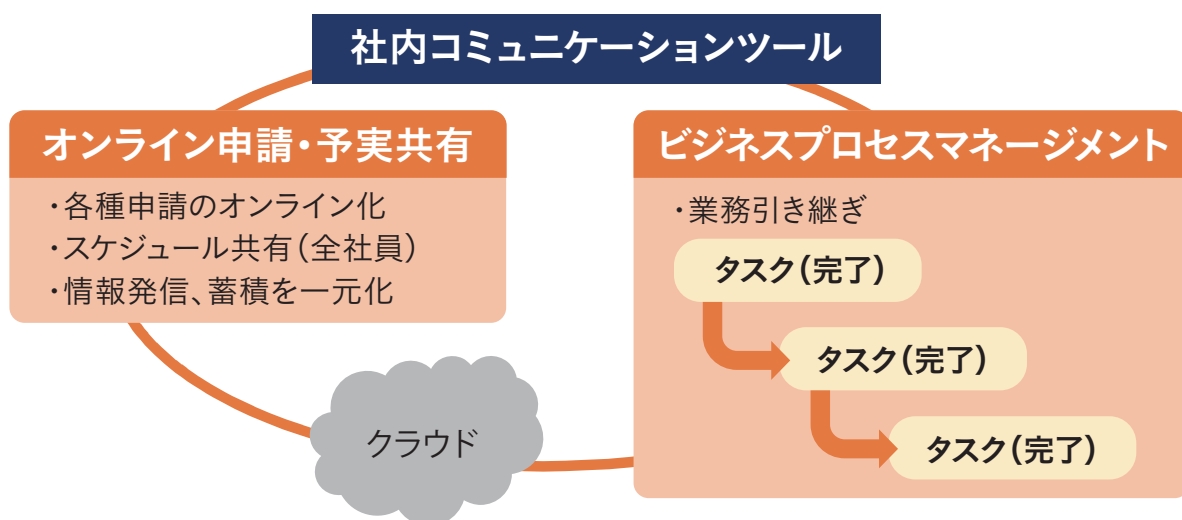 社内コミュニケーションツール
オンライン申請・予実共有
・各種申請のオンライン化
・スケジュール共有(全社員)
・情報発信、蓄積を一元化
ビジネスプロセスマネージメント
・業務引き継ぎ
タスク(完了)
タスク(完了)
タスク(完了)
クラウド